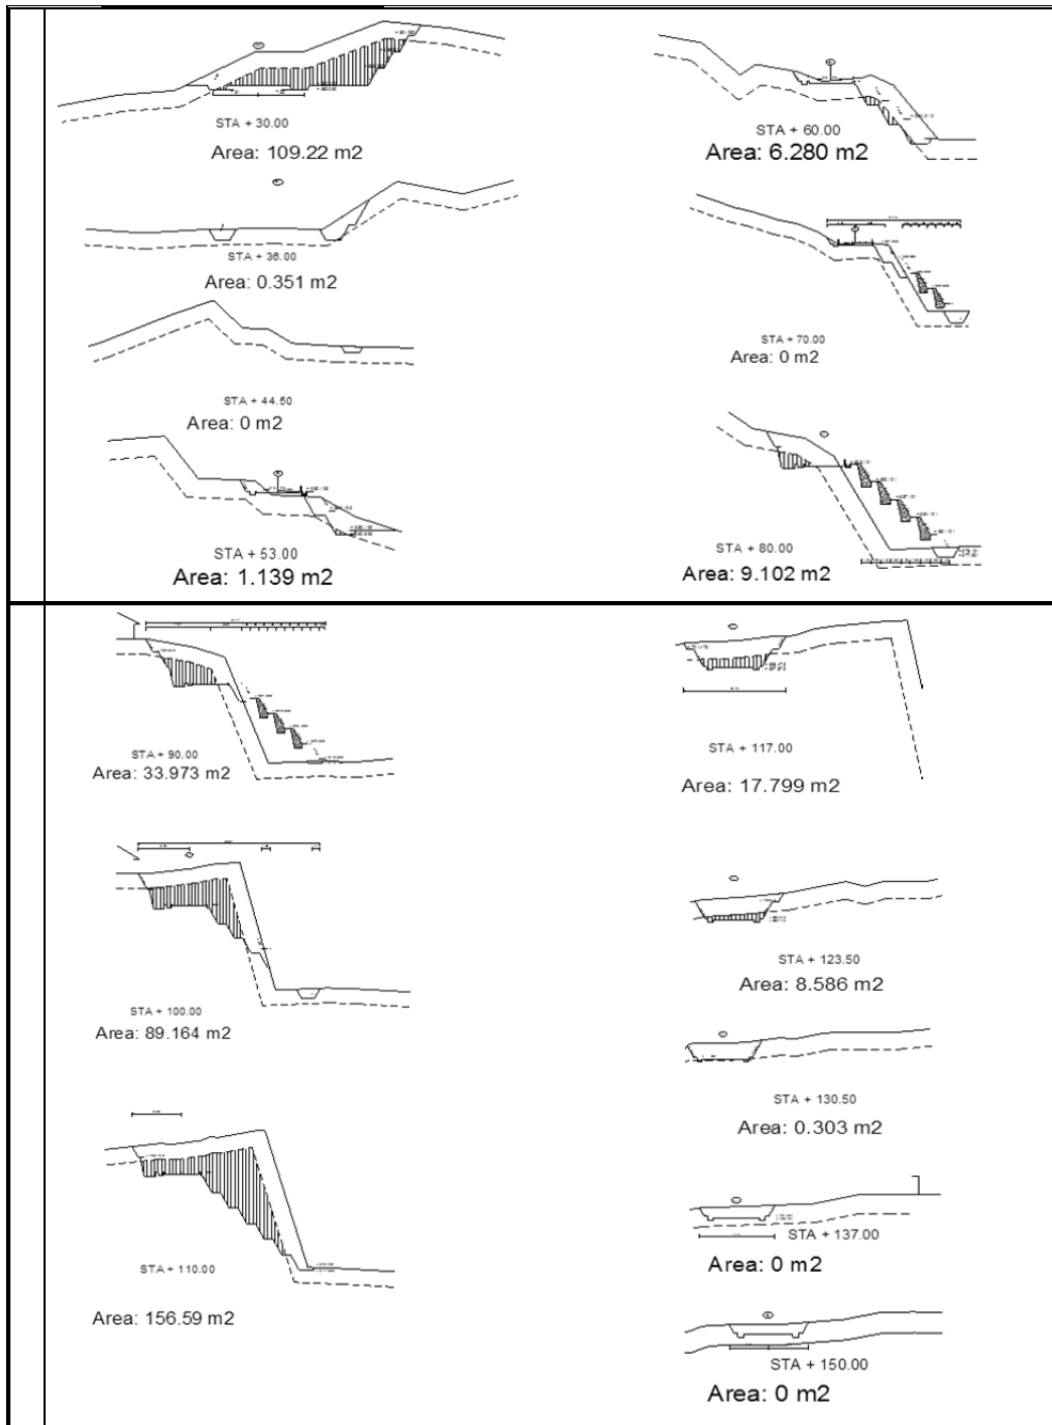 STA + 30.00
Area: 109.22 m2
STA + 36.00
Area: 0.351 m2
STA + 44.50
Area: 0 m2
STA + 53.00
Area: 1.139 m2
STA + 60.00
Area: 6.280 m2
STA + 70.00
Area: 0 m2
STA + 80.00
Area: 9.102 m2
STA + 90.00
Area: 33.973 m2
STA + 100.00
Area: 89.164 m2
STA + 110.00
Area: 156.59 m2
STA + 117.00
Area: 17.799 m2
STA + 123.50
Area: 8.586 m2
STA + 130.50
Area: 0.303 m2
STA + 137.00
Area: 0 m2
STA + 150.00
Area: 0 m2